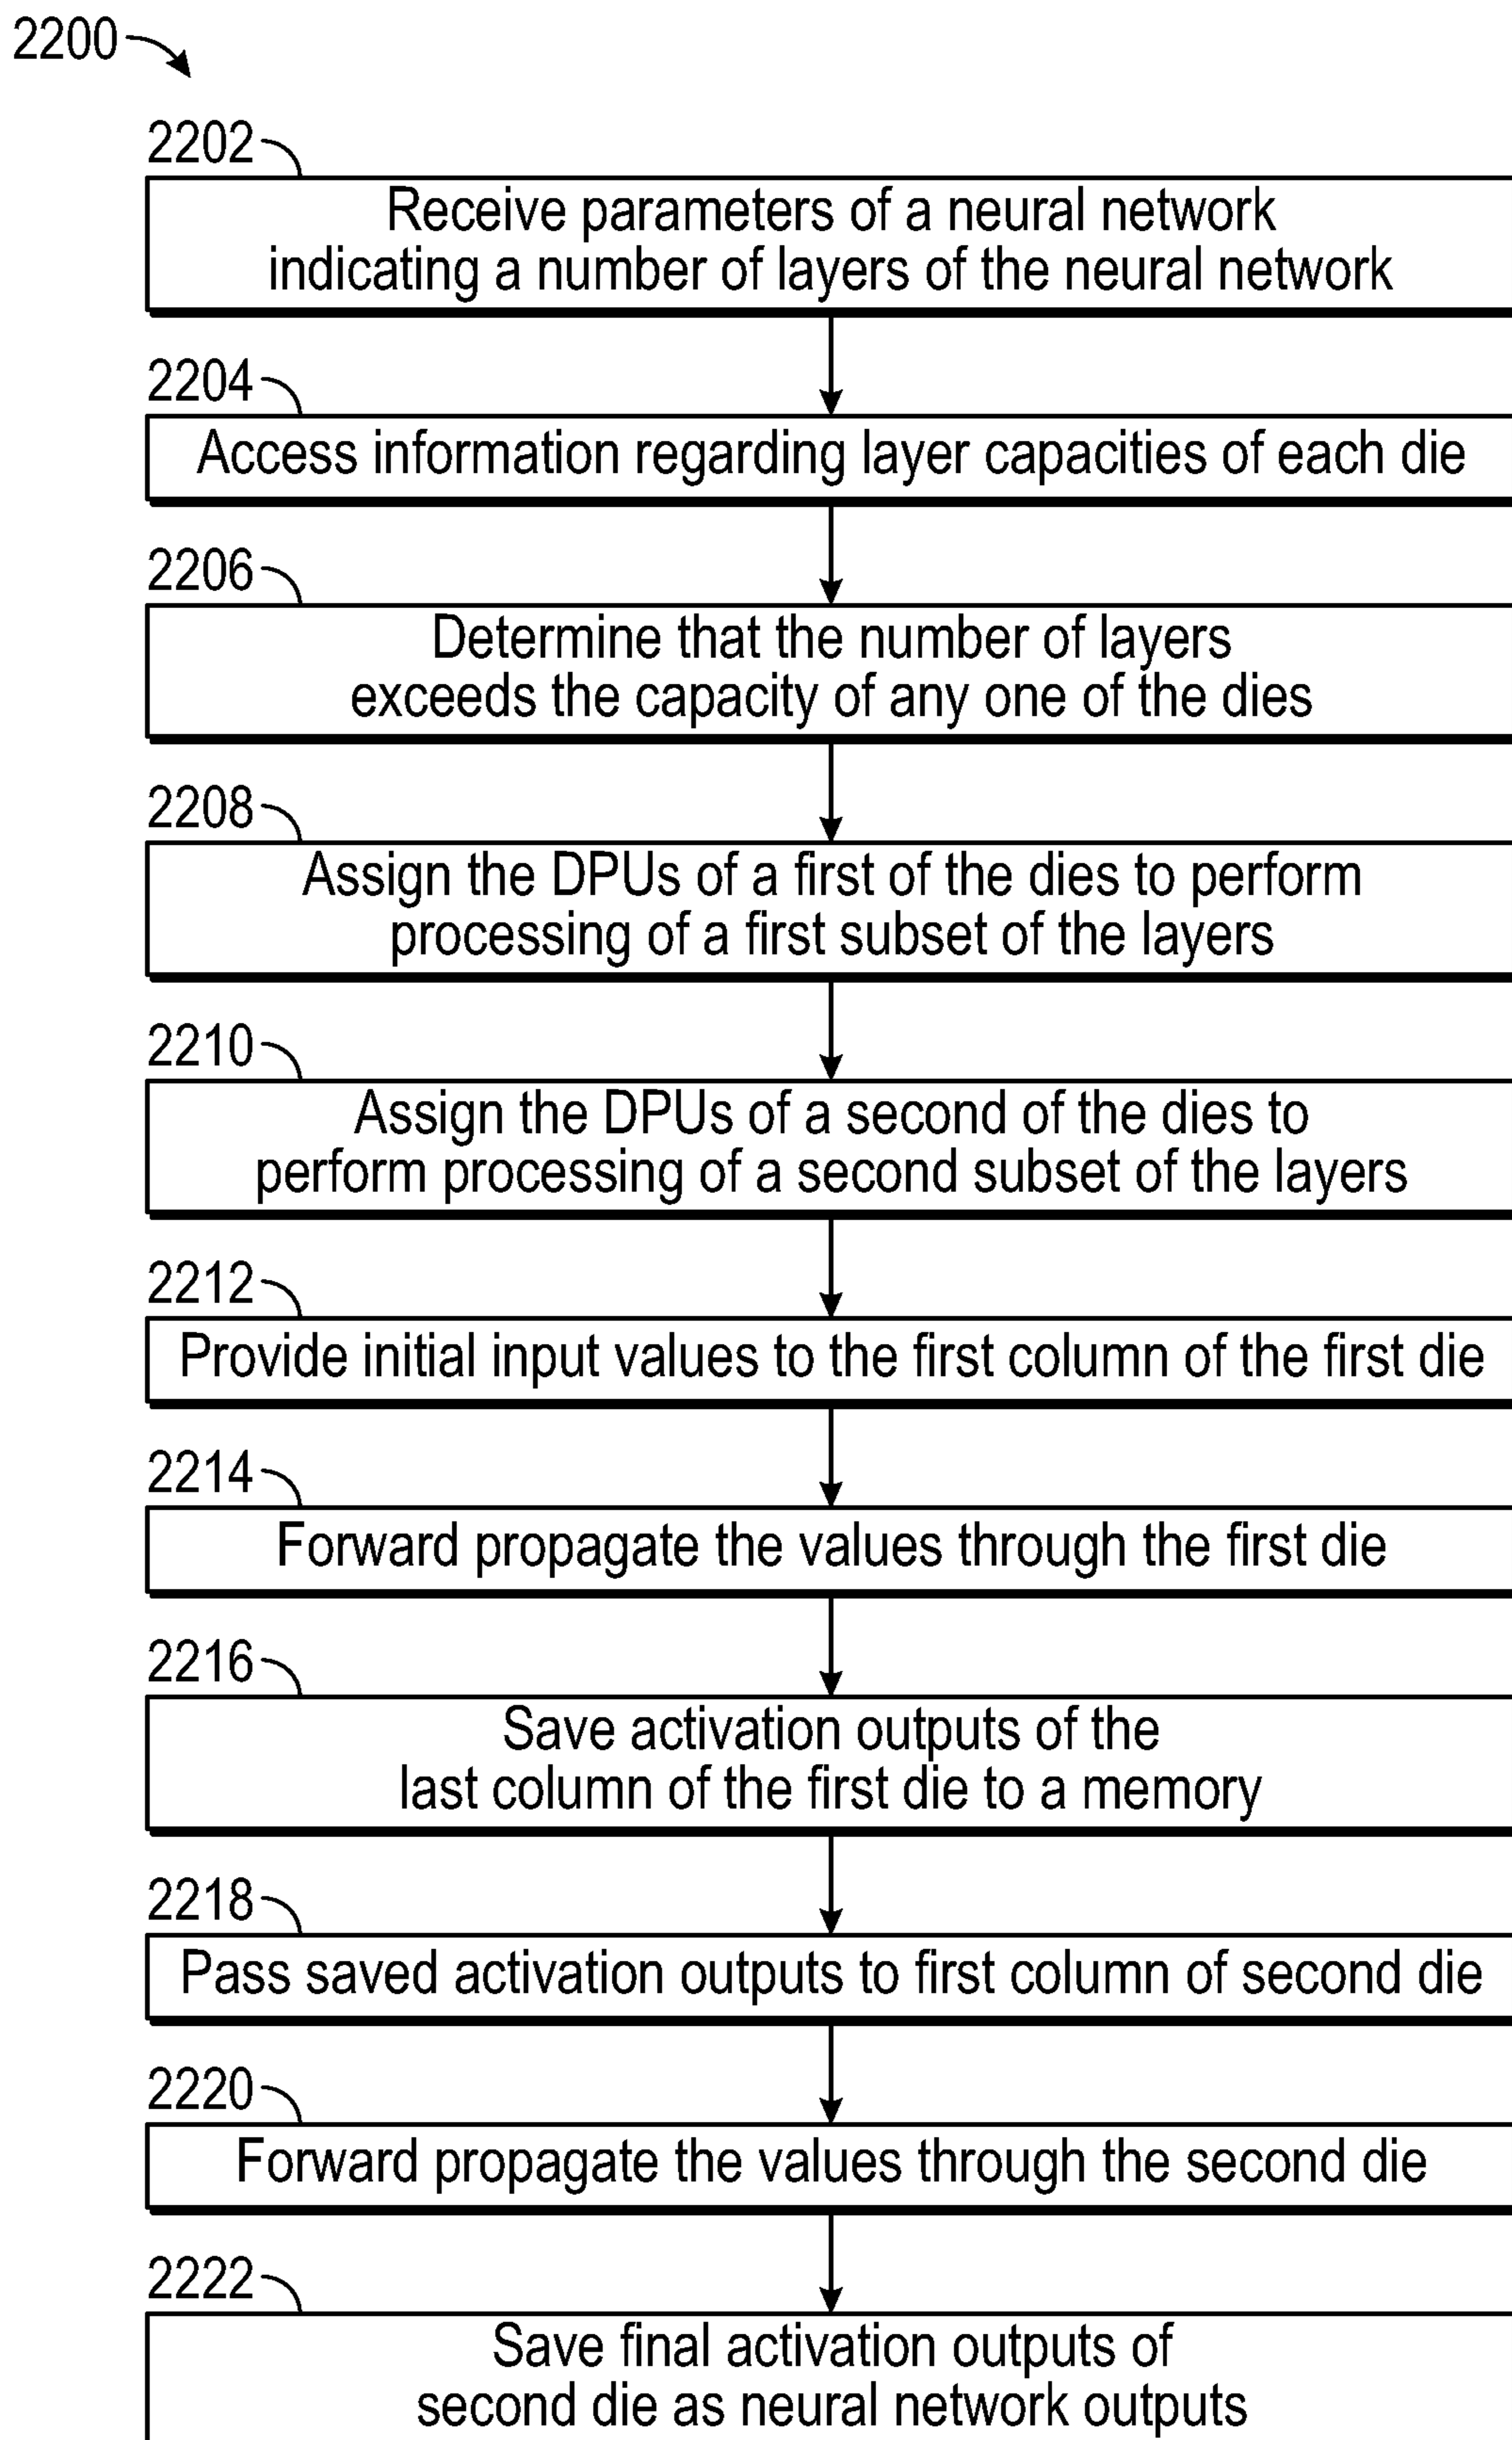 2200
2202
Receive parameters of a neural network
indicating a number of layers of the neural network
2204
Access information regarding layer capacities of each die
2206
Determine that the number of layers
exceeds the capacity of any one of the dies
2208
Assign the DPUs of a first of the dies to perform
processing of a first subset of the layers
2210
Assign the DPUs of a second of the dies to
perform processing of a second subset of the layers
2212
Provide initial input values to the first column of the first die
2214
Forward propagate the values through the first die
2216
Save activation outputs of the
last column of the first die to a memory
2218
Pass saved activation outputs to first column of second die
2220
Forward propagate the values through the second die
2222
Save final activation outputs of
second die as neural network outputs